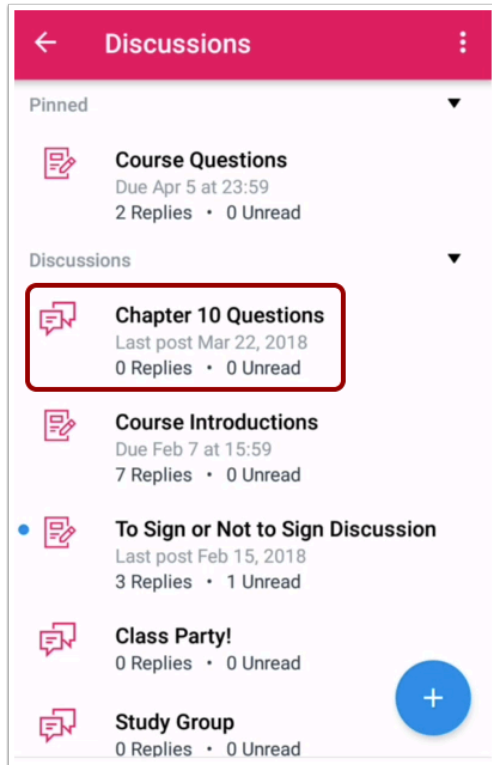 Discussions
Pinned
Course Questions
Due Apr 5 at 23:59
2 Replies • 0 Unread
Discussions
Chapter 10 Questions
Last post Mar 22, 2018
0 Replies • 0 Unread
Course Introductions
Due Feb 7 at 15:59
7 Replies • 0 Unread
To Sign or Not to Sign Discussion
Last post Feb 15, 2018
3 Replies • 1 Unread
Class Party!
0 Replies • 0 Unread
Study Group
0 Replies • 0 Unread